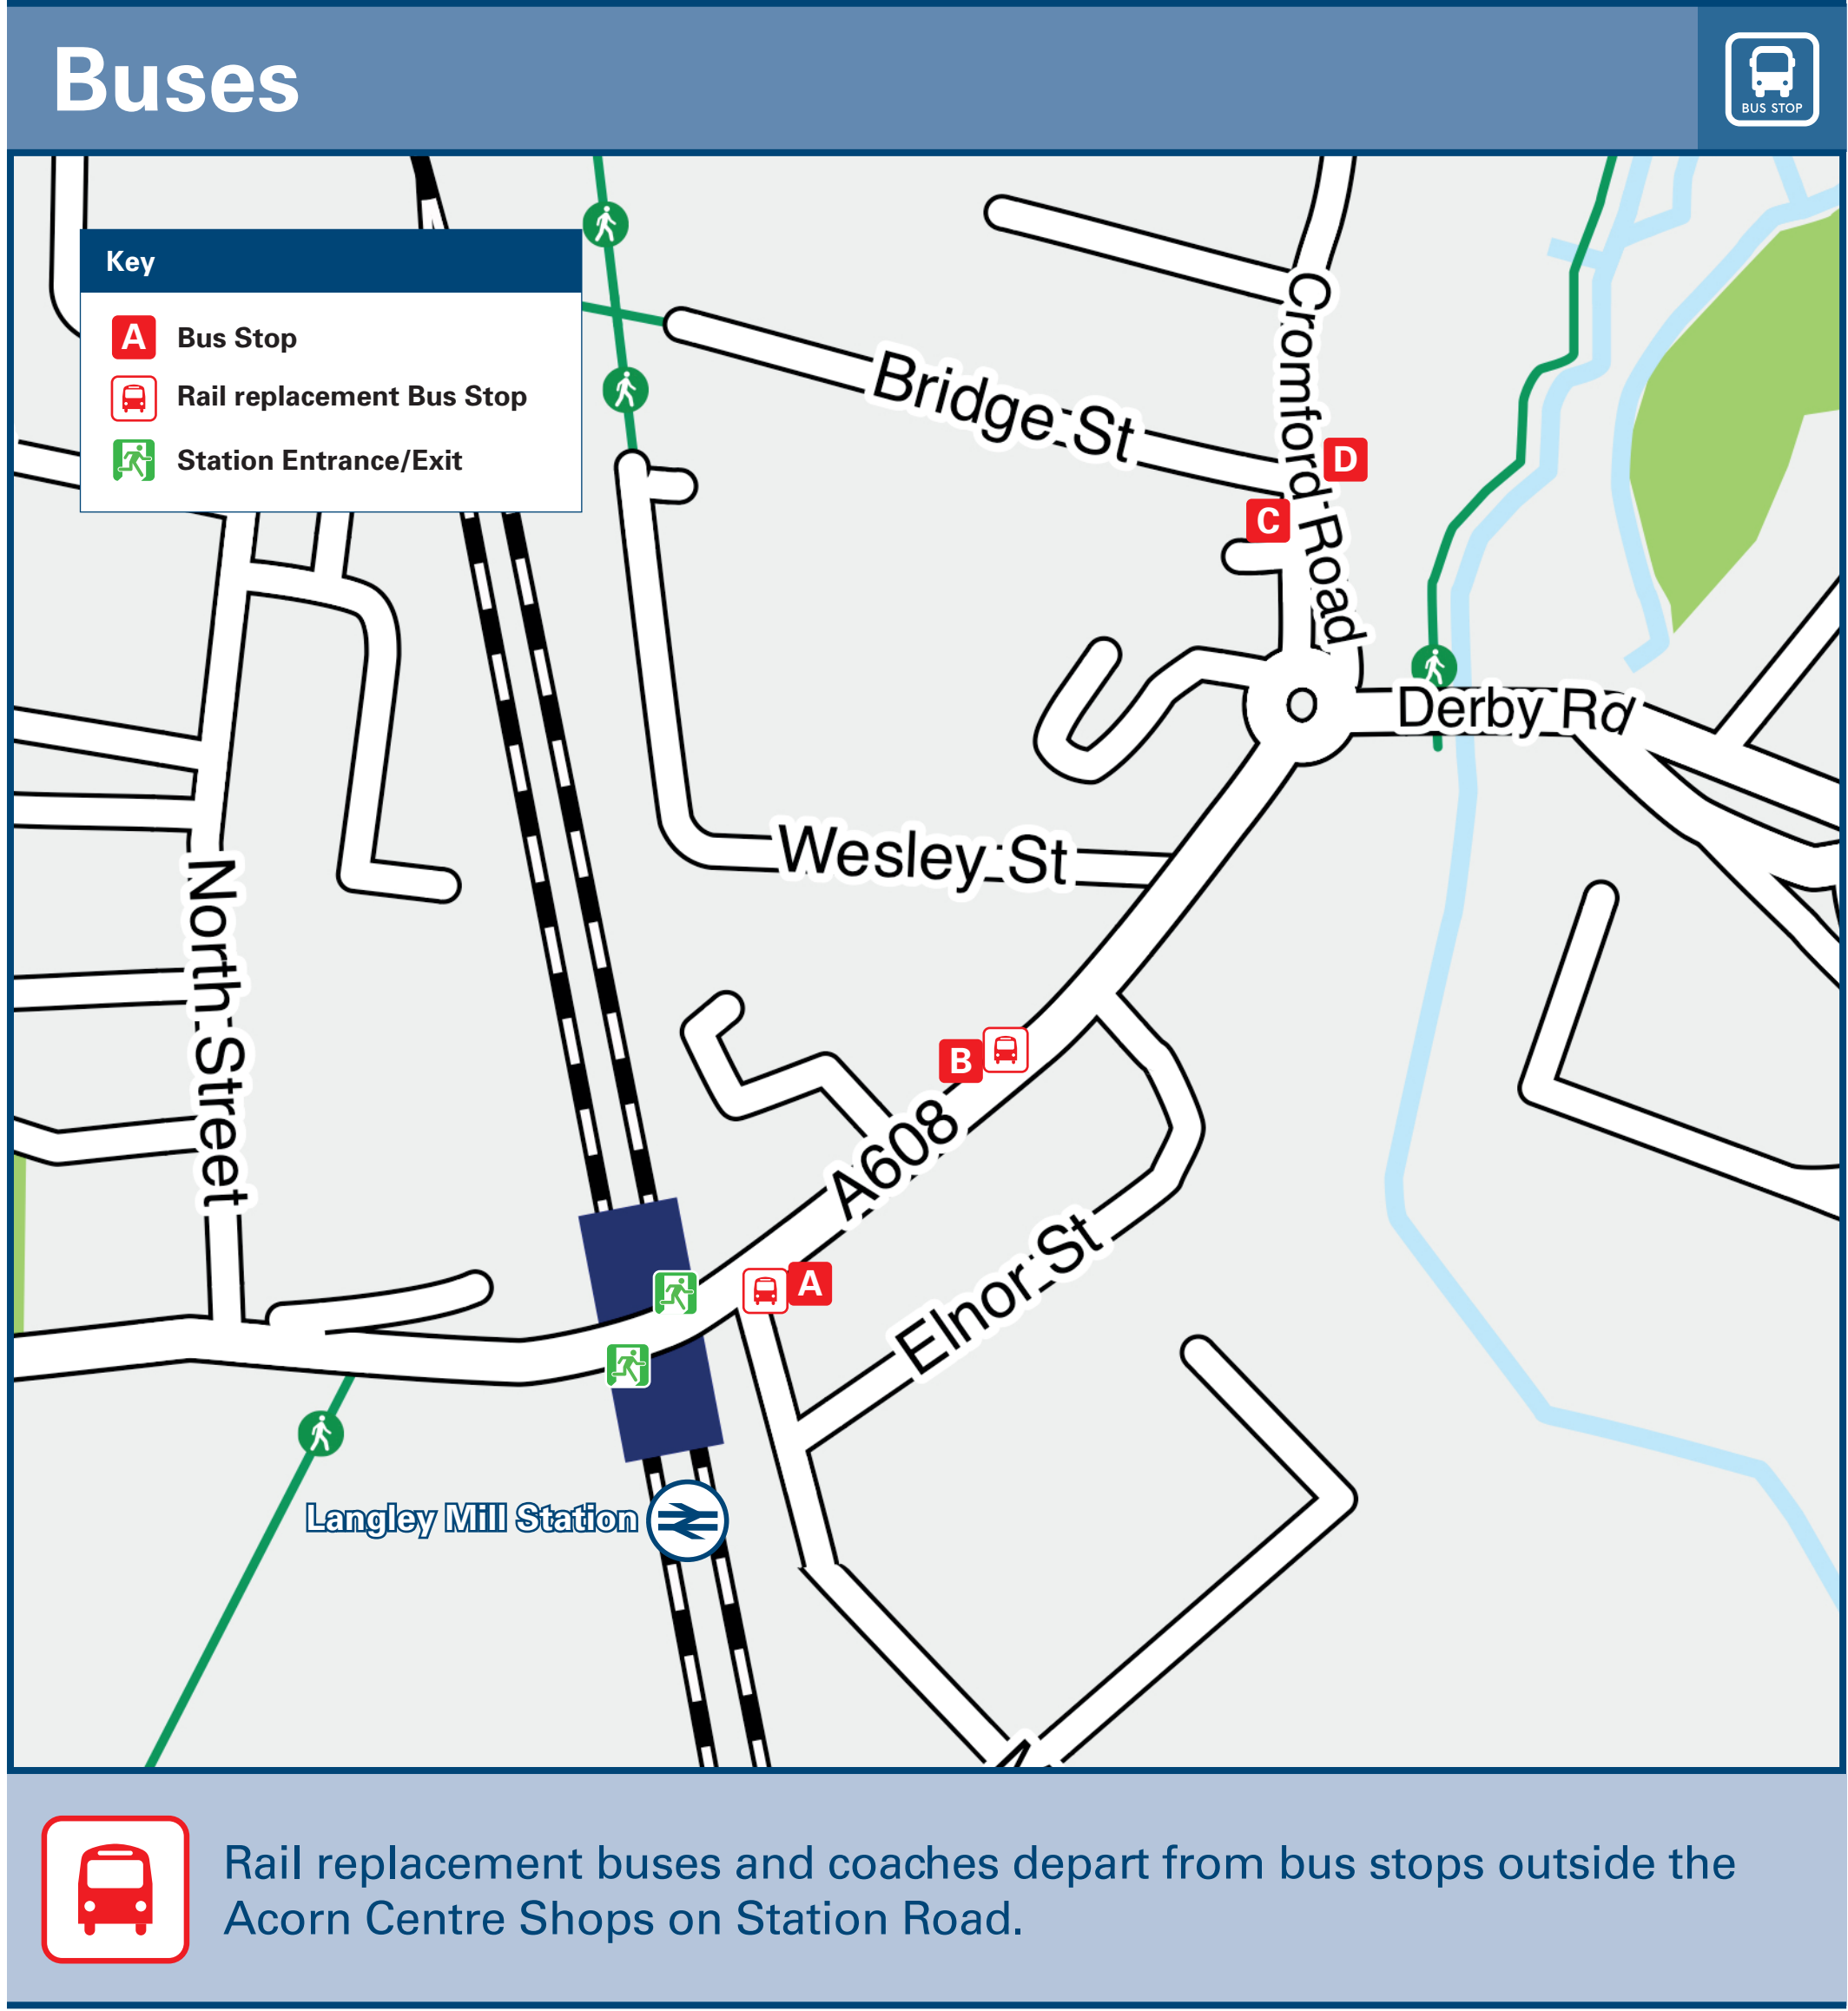 Buses
BUS STOP
Key
A Bus Stop
Rail replacement Bus Stop
Station Entrance/Exit
Cromford Road
Bridge St
D
C
Derby Rd
Wesley St
North Street
B
A608
A
Elnor St
Langley Mill Station
Rail replacement buses and coaches depart from bus stops outside the
Acorn Centre Shops on Station Road.